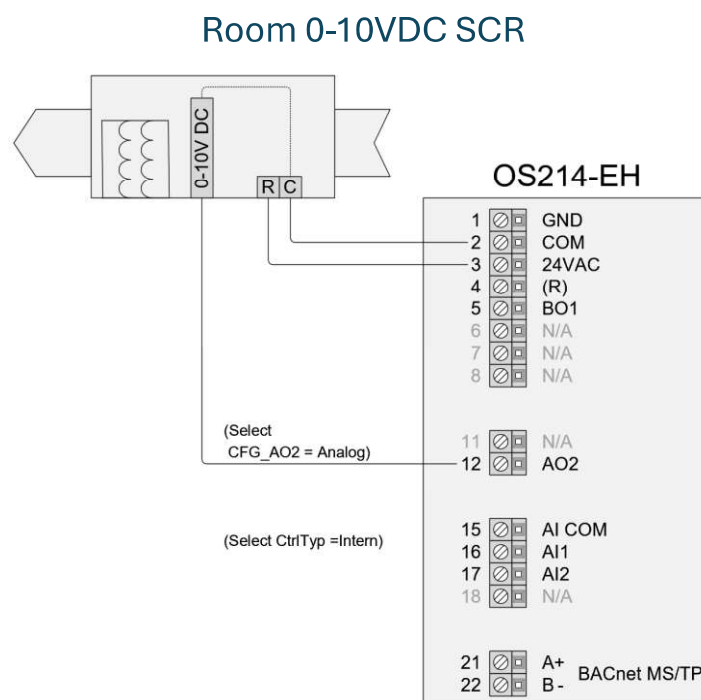 Room 0-10VDC SCR
0-10V DC
R C
OS214-EH
1 GND
2 COM
3 24VAC
4 (R)
5 BO1
6 N/A
7 N/A
8 N/A
(Select
CFG_AO2 = Analog)
11 N/A
12 AO2
(Select CtrlTyp =Intern)
15 AI COM
16 AI1
17 AI2
18 N/A
21 A+
BACnet MS/TP
22 B -